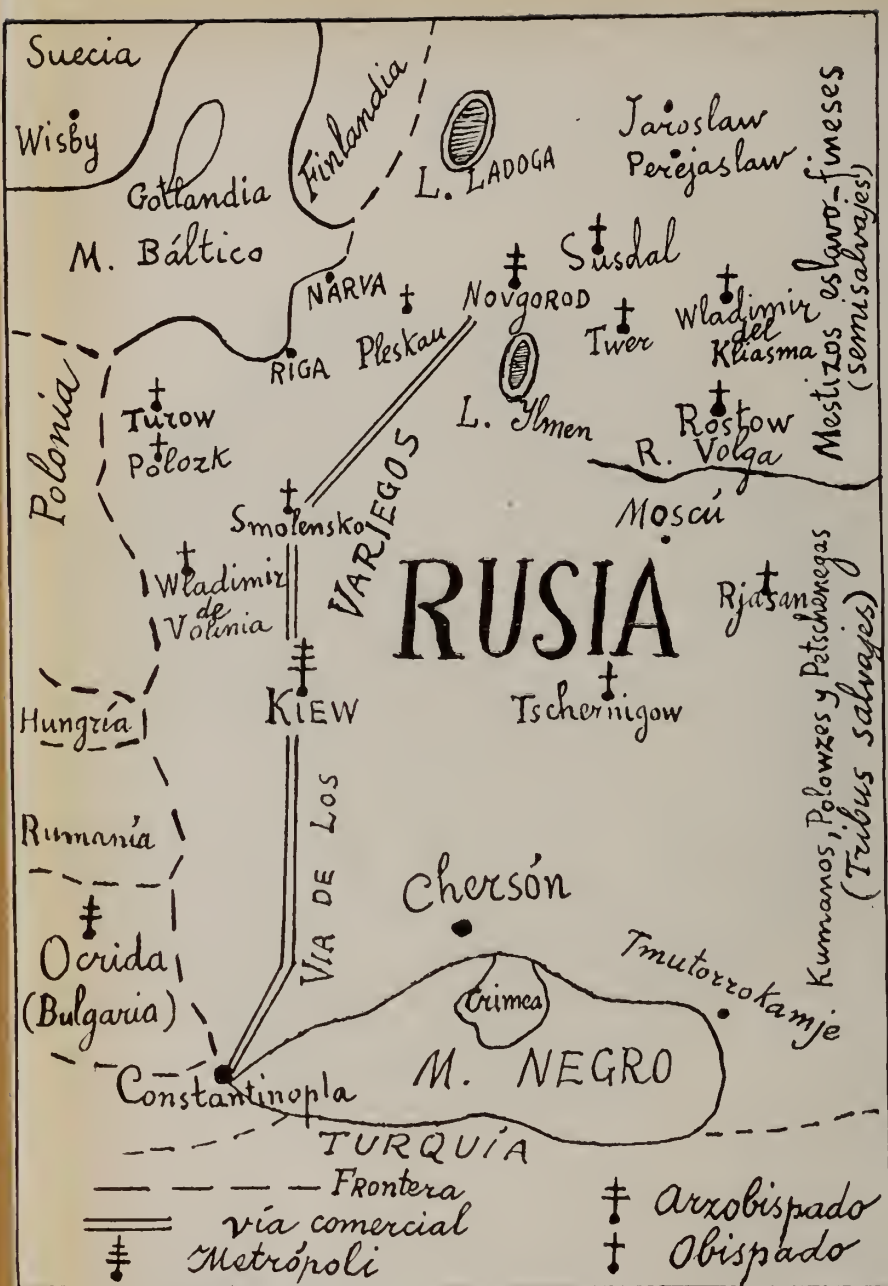 Suecia
Wisby
Gotlandia
M. Báltico
Finlandia
L. LADOGA
Jaroslaw
Perejaslaw
Mestizos eslavo-fineses
(semisalvajes)
Susdal
NARVA
Pleskau
NOVGOROD
Twer
Wladimir
del
Kliasma
RIGA
Polonia
Turow
Polozk
L. Ylmen
Rostow
R. Volga
Smolensko
VARIEGOS
Moscú
RUSIA
Wladimir
de
Volinia
Rjasan
Kumanos, Polowzes y Petschenegas
(Tribus salvajes)
KIEW
Tschernigow
Hungría
Rumanía
VIA DE LOS
Chersón
Ocrida
(Bulgaria)
Crimea
Tmutorrokamje
M. NEGRO
Constantinopla
TURQUÍA
Frontera
vía comercial
Metrópoli
Arzobispado
Obispado